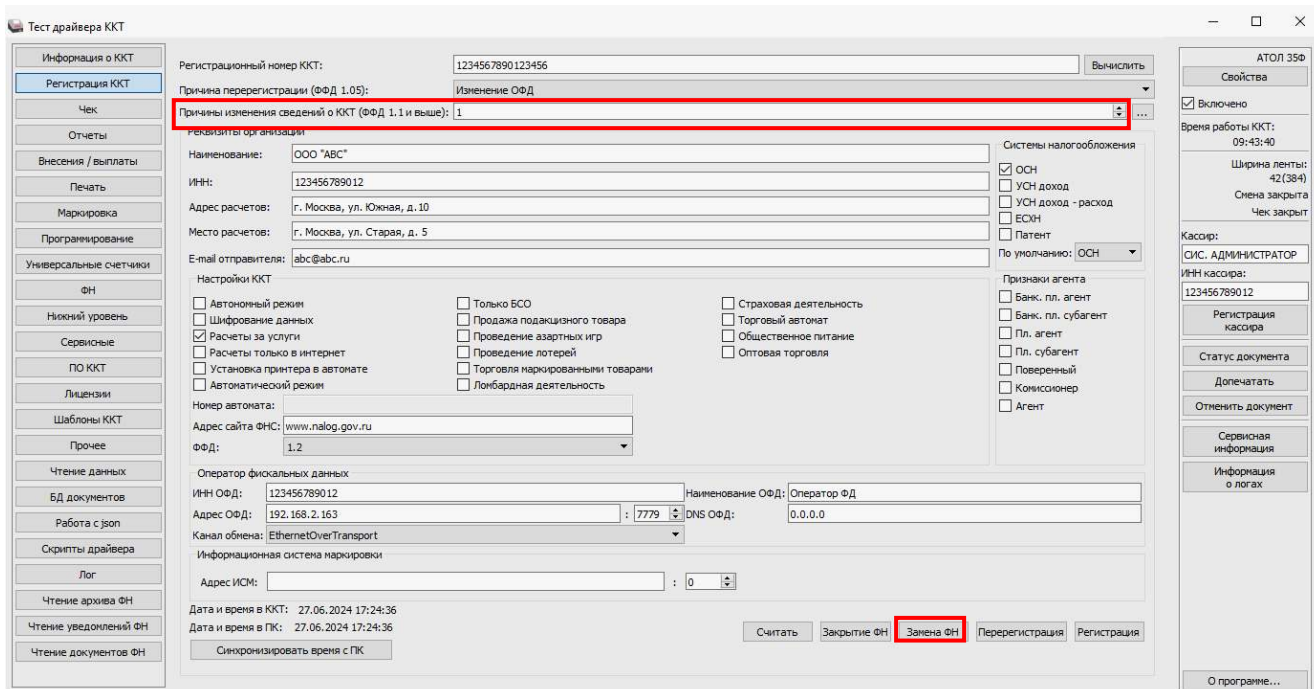 Тест драйвера ККТ
Информация о ККТ
Регистрация ККТ
Чек
Отчеты
Внесения / выплаты
Печать
Маркировка
Программирование
Универсальные счетчики
ФН
Нижний уровень
Сервисные
ПО ККТ
Лицензии
Шаблоны ККТ
Прочее
Чтение данных
БД документов
Работа с json
Скрипты драйвера
Лог
Чтение архива ФН
Чтение уведомлений ФН
Чтение документов ФН
Регистрационный номер ККТ: 1234567890123456 Вычислить
Причина перерегистрации (ФФД 1.05): Изменение ОФД
Причины изменения сведений о ККТ (ФФД 1.1 и выше): 1 ...
Реквизиты организации
Наименование: ООО "АВС"
ИНН: 123456789012
Адрес расчетов: г. Москва, ул. Южная, д.10
Место расчетов: г. Москва, ул. Старая, д. 5
E-mail отправителя: abc@abc.ru
Системы налогообложения
ОСН
УСН доход
УСН доход - расход
ЕСХН
Патент
По умолчанию: ОСН
Настройки ККТ
Автономный режим
Шифрование данных
Расчеты за услуги
Расчеты только в интернет
Установка принтера в автомате
Автоматический режим
Только БСО
Продажа подакцизного товара
Проведение азартных игр
Проведение лотерей
Торговля маркированными товарами
Ломбардная деятельность
Страховая деятельность
Торговый автомат
Общественное питание
Оптовая торговля
Номер автомата:
Адрес сайта ФНС: www.nalog.gov.ru
ФФД: 1.2
Признаки агента
Банк. пл. агент
Банк. пл. субагент
Пл. агент
Пл. субагент
Поверенный
Комиссионер
Агент
Оператор фискальных данных
ИНН ОФД: 123456789012 Наименование ОФД: Оператор ФД
Адрес ОФД: 192.168.2.163 : 7779 DNS ОФД: 0.0.0.0
Канал обмена: EthernetOverTransport
Информационная система маркировки
Адрес ИСМ: : 0
Дата и время в ККТ: 27.06.2024 17:24:36
Дата и время в ПК: 27.06.2024 17:24:36
Синхронизировать время с ПК
Считать Закрытие ФН Замена ФН Перерегистрация Регистрация
АТОЛ 35Ф
Свойства
Включено
Время работы ККТ:
09:43:40
Ширина ленты:
42(384)
Смена закрыта
Чек закрыт
Кассир:
СИС. АДМИНИСТРАТОР
ИНН кассира:
123456789012
Регистрация
кассира
Статус документа
Допечатать
Отменить документ
Сервисная
информация
Информация
о логах
О программе...